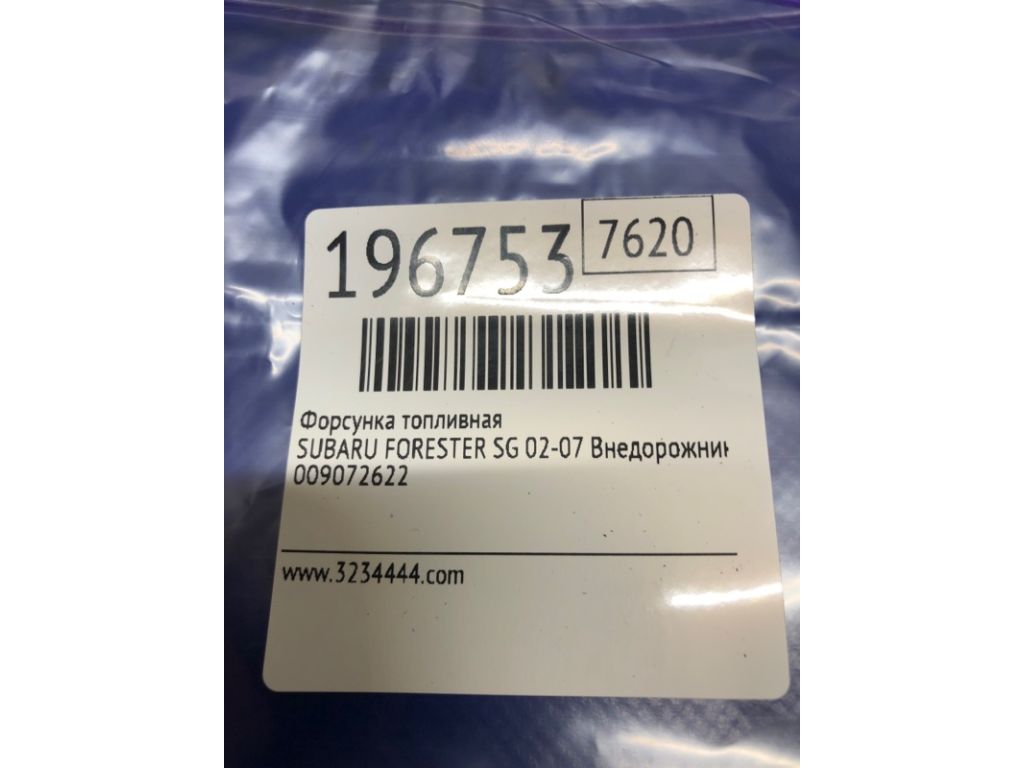 196753 7620
Форсунка топливная
SUBARU FORESTER SG 02-07
009072622
www.3234444.com